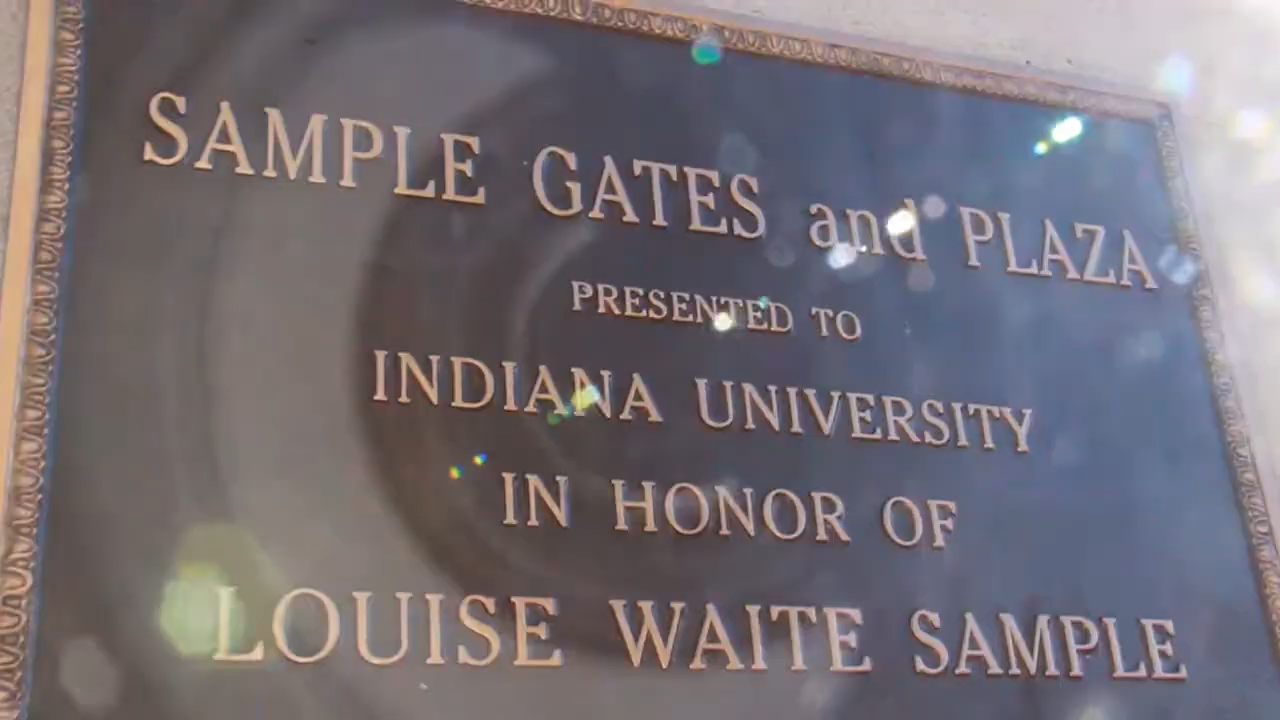 SAMPLE GATES and PLAZA
PRESENTED TO
INDIANA UNIVERSITY
IN HONOR OF
LOUISE WAITE SAMPLE